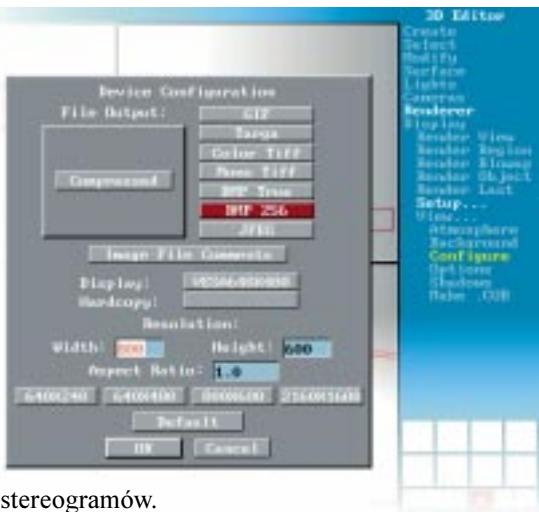 3D Editor
Create
Select
Modify
Surface
Lights
Cameras
Renderer
Display
Render View
Render Region
Render Blowup
Render Object
Render Last
Setup...
View...
Atmosphere
Background
Configure
Options
Shadows
Make .CUB
Device Configuration
File Output:
GIF
Targa
Color Tiff
Mono Tiff
BMP True
BMP 256
JPEG
Compressed
Image File Comments
Display:
Hardcopy:
Resolution:
Width: 800 Height: 600
Aspect Ratio: 1.0
640X240 640X480 800X600
Default
OK Cancel
stereogramów.